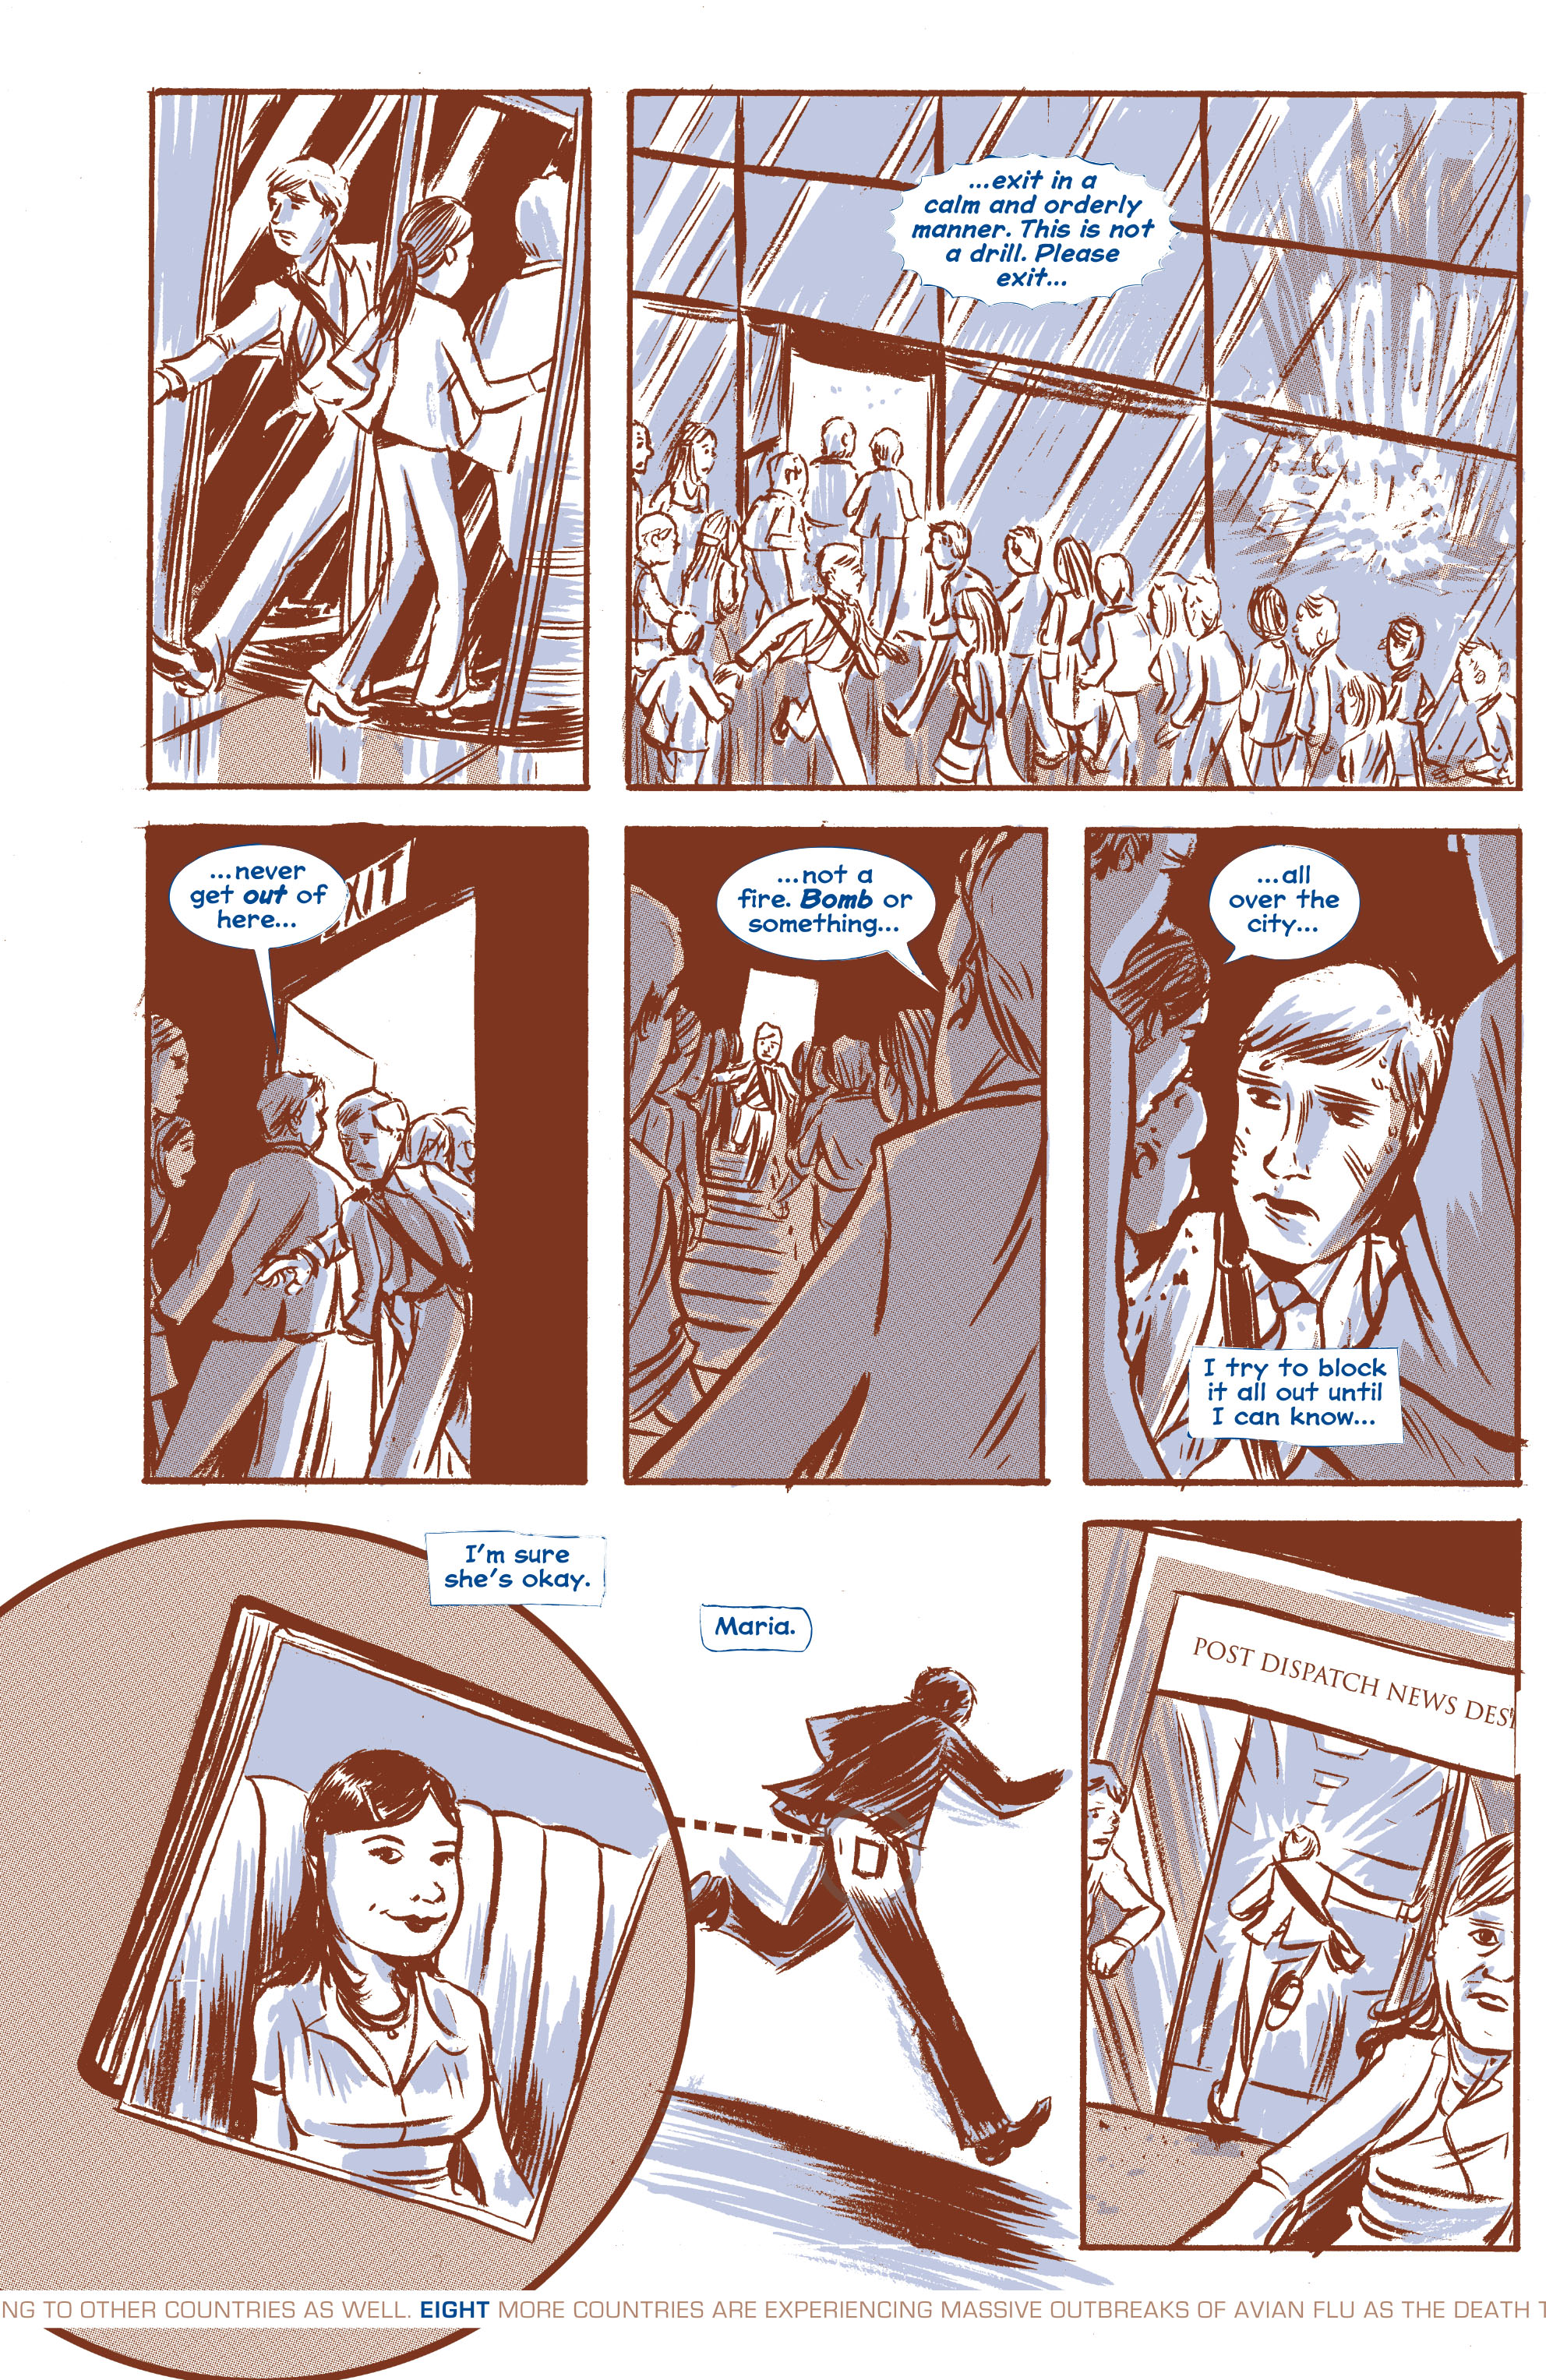 ...exit in a
calm and orderly
manner. This is not
a drill. Please
exit...
...never
get out of
here...
EXIT
...not a
fire. Bomb or
something...
...all
over the
city...
I try to block
it all out until
I can know...
I'm sure
she's okay.
Maria.
POST DISPATCH NEWS DES
NG TO OTHER COUNTRIES AS WELL. EIGHT MORE COUNTRIES ARE EXPERIENCING MASSIVE OUTBREAKS OF AVIAN FLU AS THE DEATH T